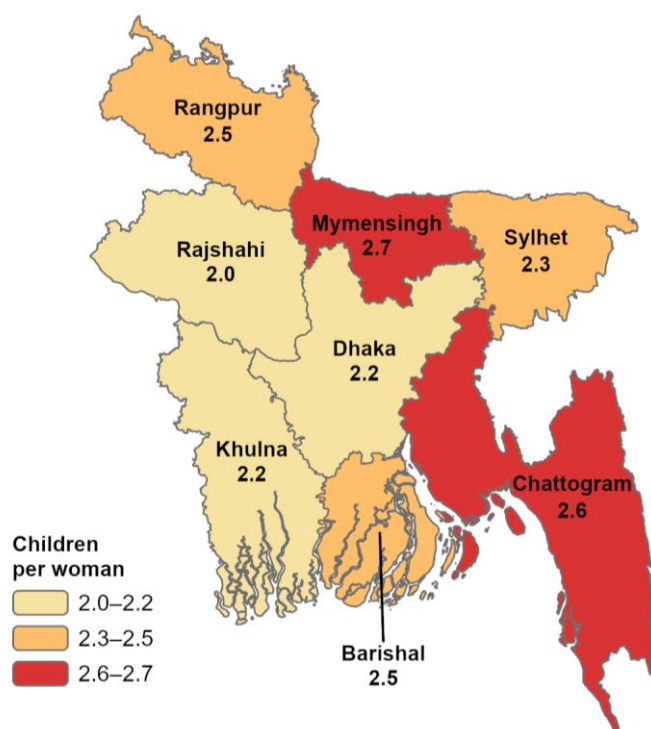 Rangpur
2.5
Mymensingh
2.7
Sylhet
2.3
Rajshahi
2.0
Dhaka
2.2
Khulna
2.2
Chattogram
2.6
Barishal
2.5
Children
per woman
2.0–2.2
2.3–2.5
2.6–2.7